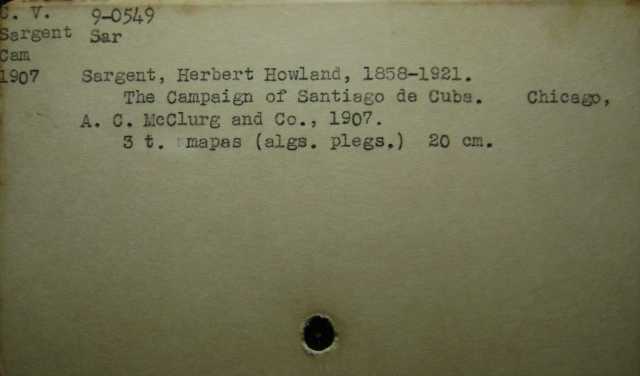 C. V. 9-0549
Sargent Sar
Cam
1907 Sargent, Herbert Howland, 1858-1921.
The Campaign of Santiago de Cuba. Chicago,
A. C. McClurg and Co., 1907.
3 t. mapas (algs. plegs.) 20 cm.